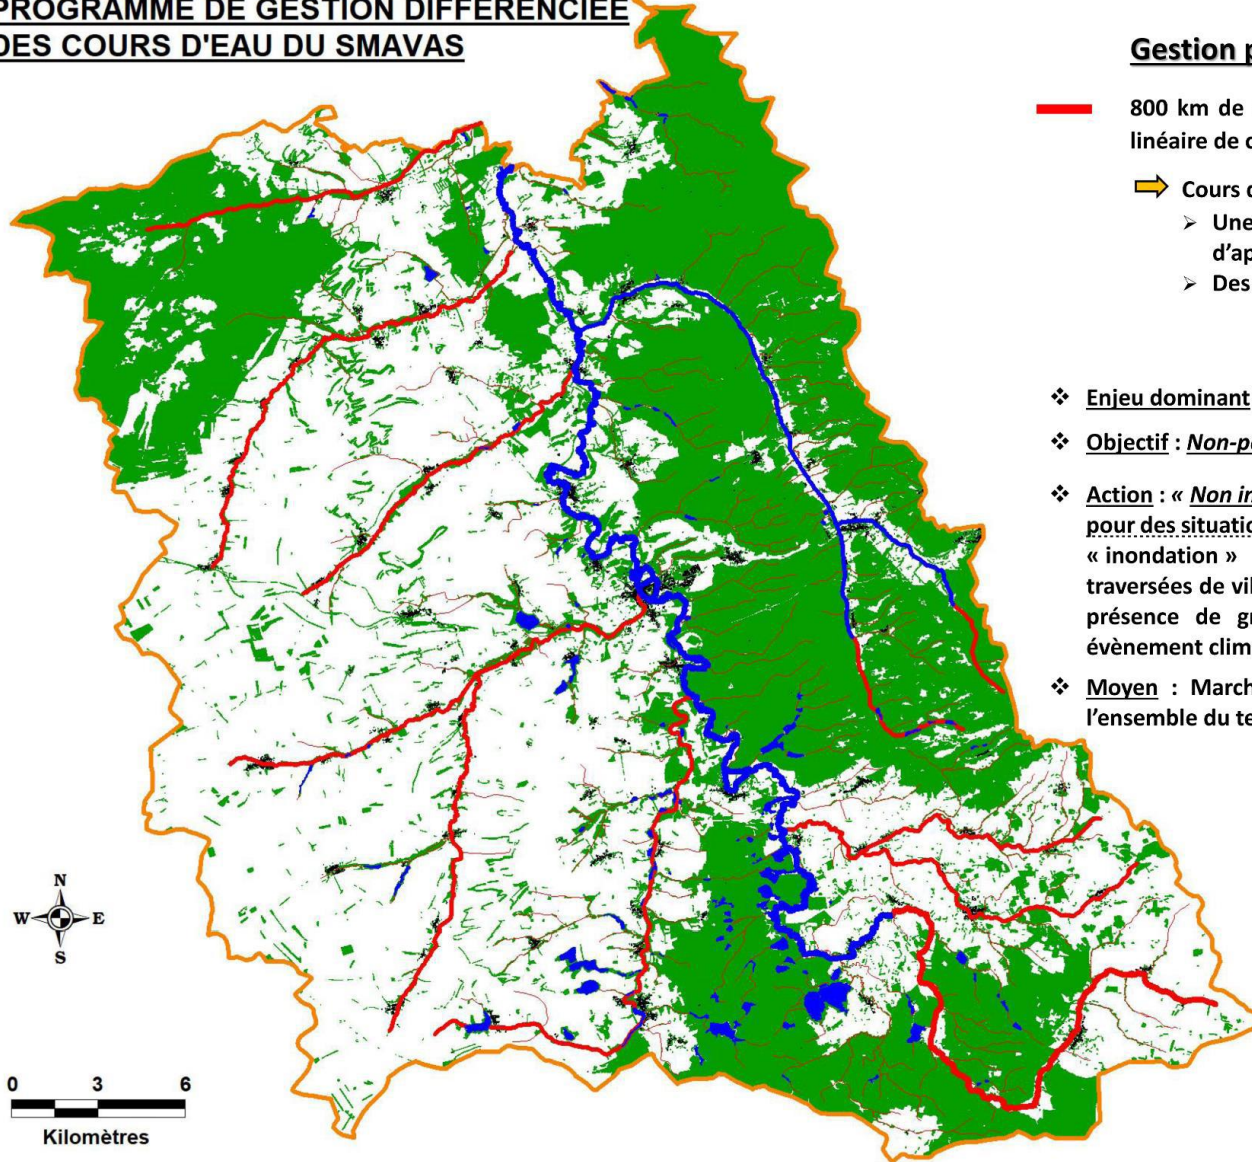 PROGRAMME DE GESTION DIFFERENCIEE
DES COURS D'EAU DU SMAVAS
Gestion p
800 km de
linéaire de c
Cours d
Une
d'ap
Des
Enjeu dominant
Objectif : Non-p
Action : « Non in
pour des situatio
« inondation »
traversées de vil
présence de gr
évènement clim
Moyen : March
l'ensemble du te
N
W E
S
0 3 6
Kilomètres